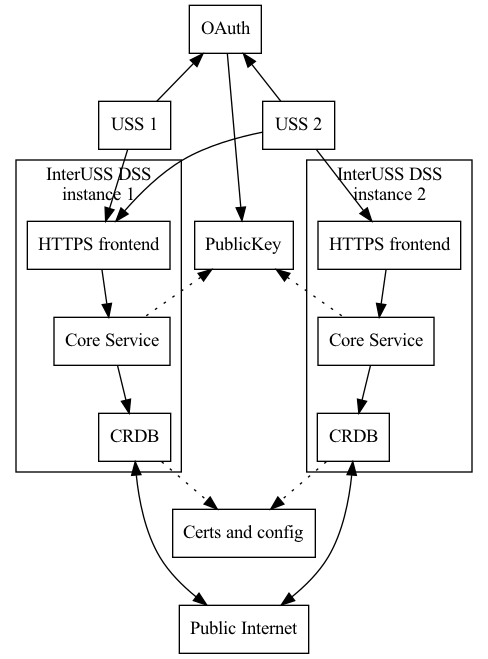 OAuth
USS 1
USS 2
InterUSS DSS
instance 1
InterUSS DSS
instance 2
HTTPS frontend
PublicKey
HTTPS frontend
Core Service
Core Service
CRDB
CRDB
Certs and config
Public Internet